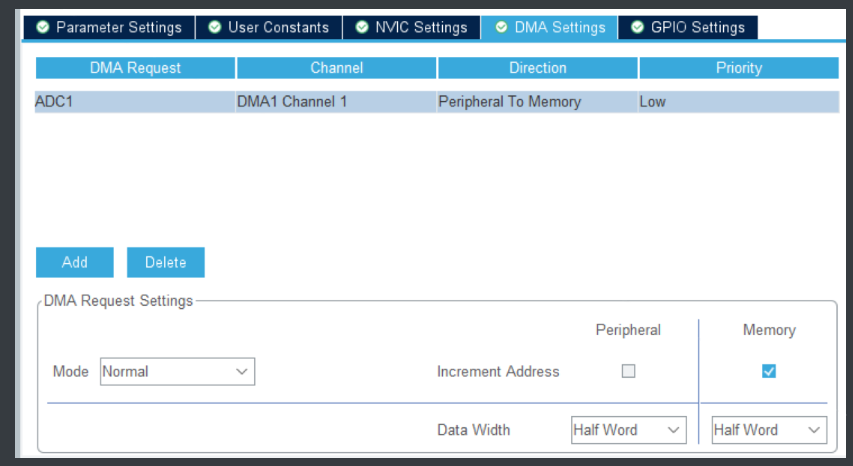 Parameter Settings User Constants NVIC Settings DMA Settings GPIO Settings
DMA Request Channel Direction Priority
ADC1 DMA1 Channel 1 Peripheral To Memory Low
Add Delete
DMA Request Settings
Peripheral Memory
Mode Normal Increment Address
Data Width Half Word Half Word